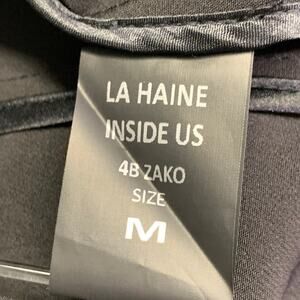 LA HAINE
INSIDE US
4B ZAKO
SIZE
M